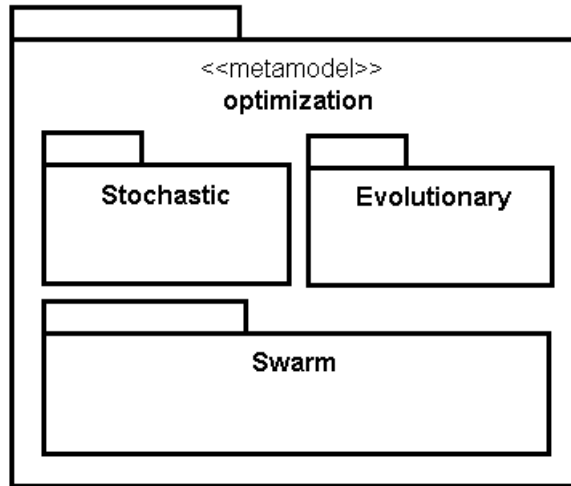 <<metamodel>>
optimization
Stochastic
Evolutionary
Swarm